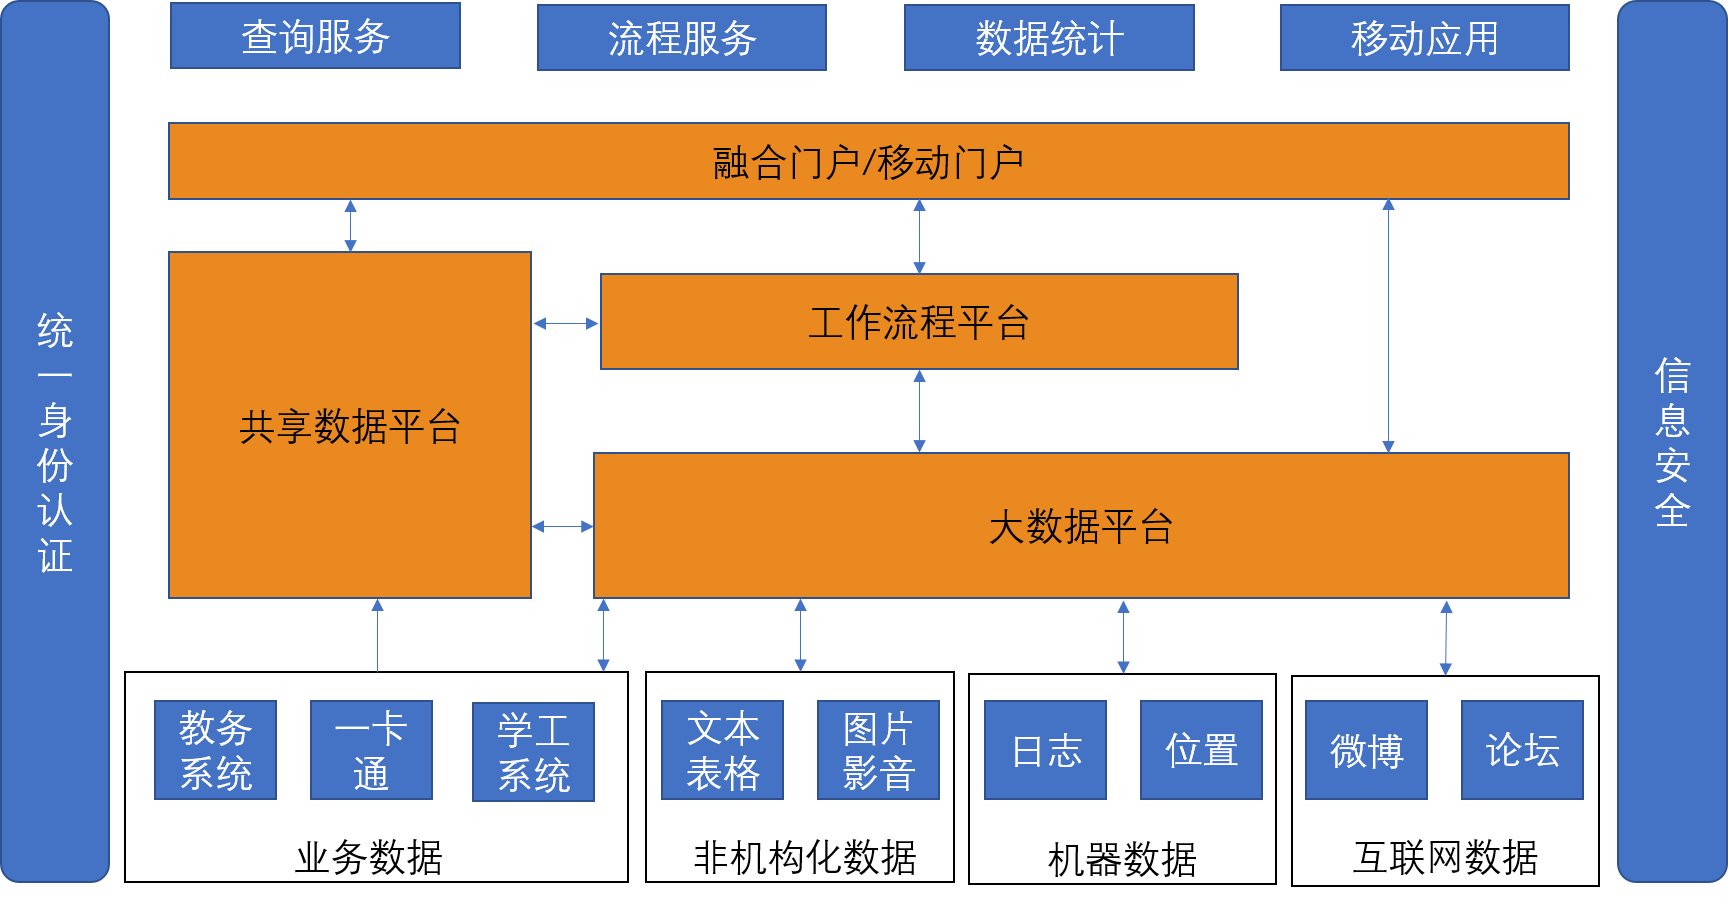 查询服务
流程服务
数据统计
移动应用
融合门户/移动门户
统
一
身
份
认
证
信
息
安
全
工作流程平台
共享数据平台
大数据平台
教务
系统
一卡
通
学工
系统
文本
表格
图片
影音
日志
位置
微博
论坛
业务数据
非机构化数据
机器数据
互联网数据